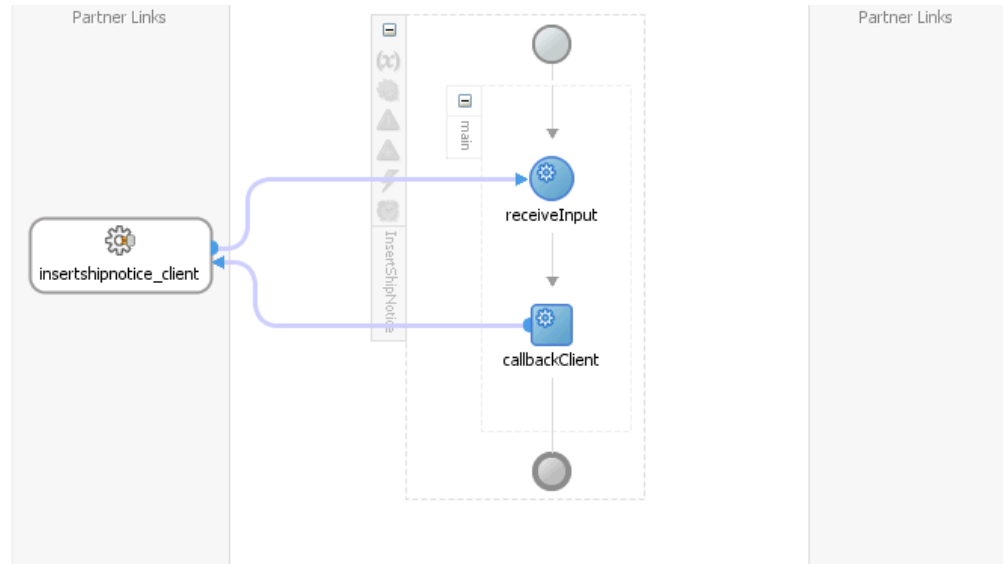 Partner Links
Partner Links
(x)
main
receiveInput
insertshipnotice_client
InsertShipNotice
callbackClient